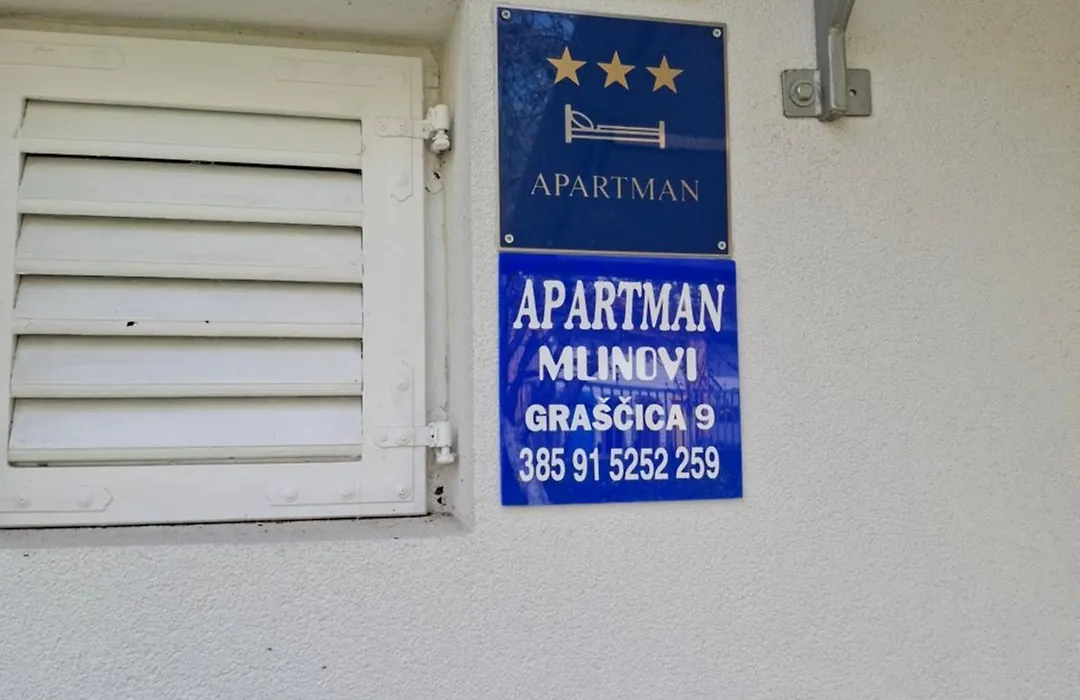 APARTMAN
APARTMAN
MLINOVI
GRAŠČICA 9
385 91 5252 259